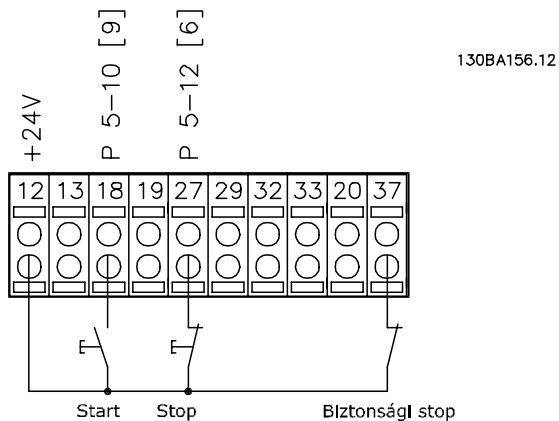 130BA156.12
+24V
P 5-10 [9]
P 5-12 [6]
12 13 18 19 27 29 32 33 20 37
Start Stop Biztonsági stop